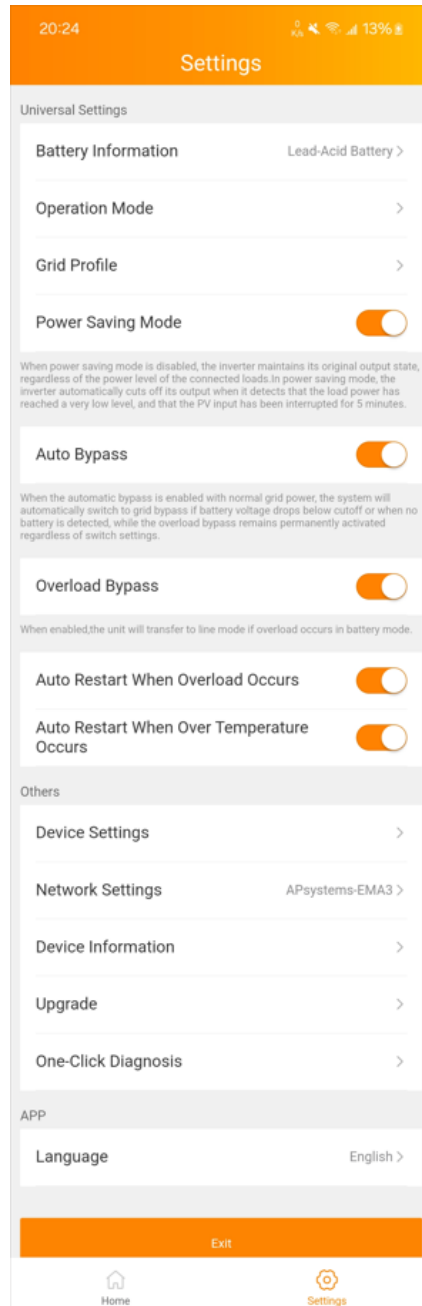 20:24
0 K/s 13%
Settings
Universal Settings
Battery Information Lead-Acid Battery >
Operation Mode >
Grid Profile >
Power Saving Mode
When power saving mode is disabled, the inverter maintains its original output state,
regardless of the power level of the connected loads.In power saving mode, the
inverter automatically cuts off its output when it detects that the load power has
reached a very low level, and that the PV input has been interrupted for 5 minutes.
Auto Bypass
When the automatic bypass is enabled with normal grid power, the system will
automatically switch to grid bypass if battery voltage drops below cutoff or when no
battery is detected, while the overload bypass remains permanently activated
regardless of switch settings.
Overload Bypass
When enabled,the unit will transfer to line mode if overload occurs in battery mode.
Auto Restart When Overload Occurs
Auto Restart When Over Temperature
Occurs
Others
Device Settings >
Network Settings APsystems-EMA3 >
Device Information >
Upgrade >
One-Click Diagnosis >
APP
Language English >
Exit
Home Settings